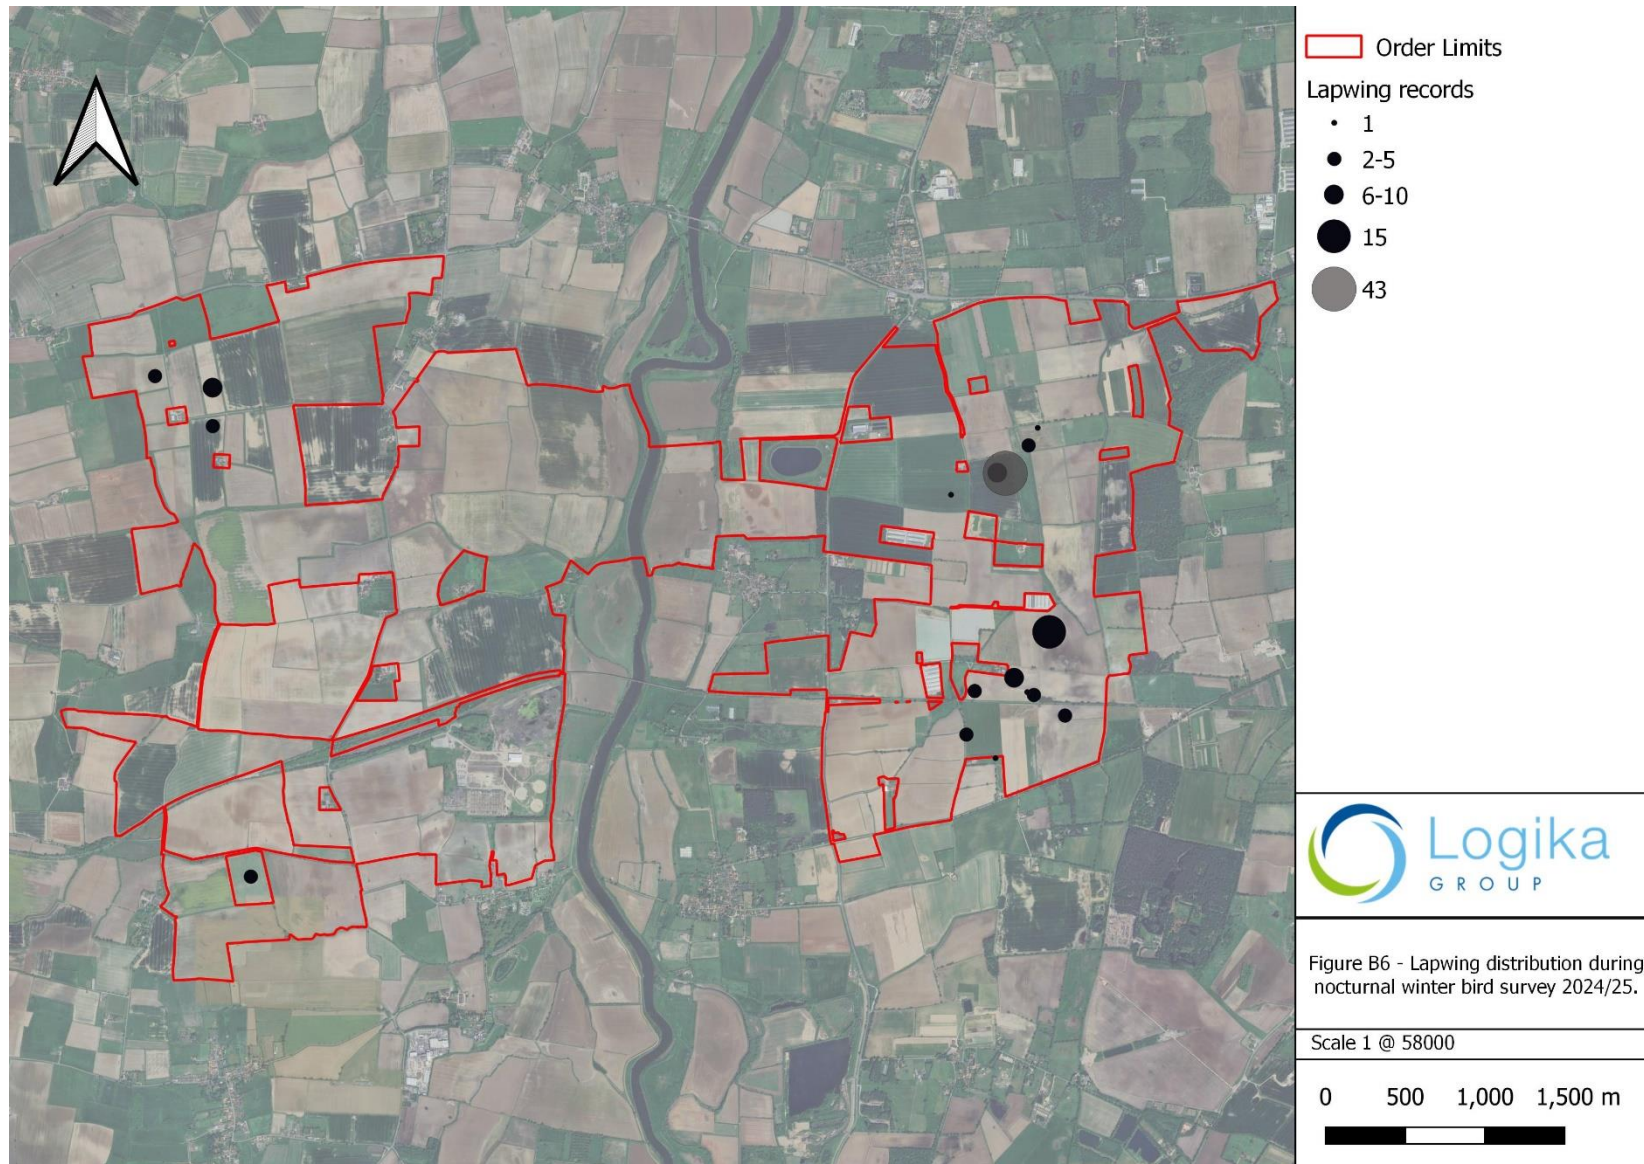 Order Limits
Lapwing records
1
2-5
6-10
15
43
Logika
GROUP
Figure B6 - Lapwing distribution during
nocturnal winter bird survey 2024/25.
Scale 1 @ 58000
0 500 1,000 1,500 m